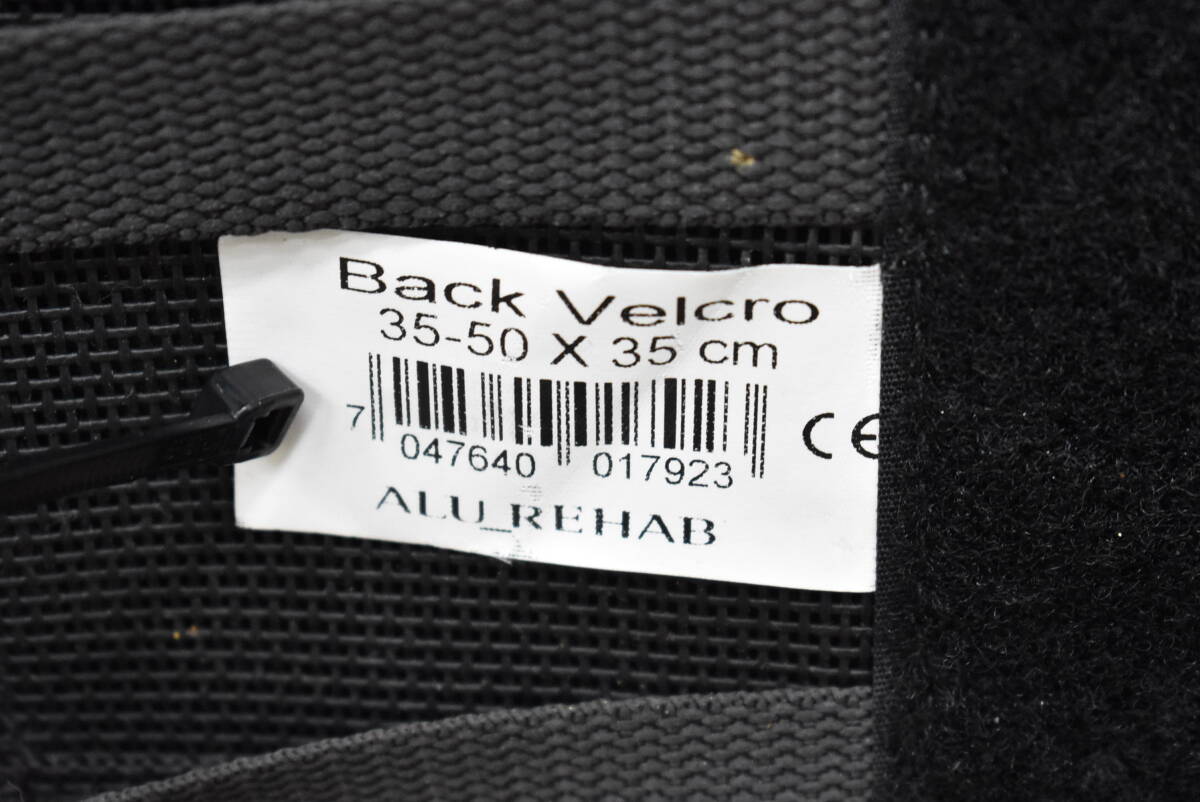 Back Velcro
35-50 X 35 cm
7 047640 017923
CE
ALU_REHAB